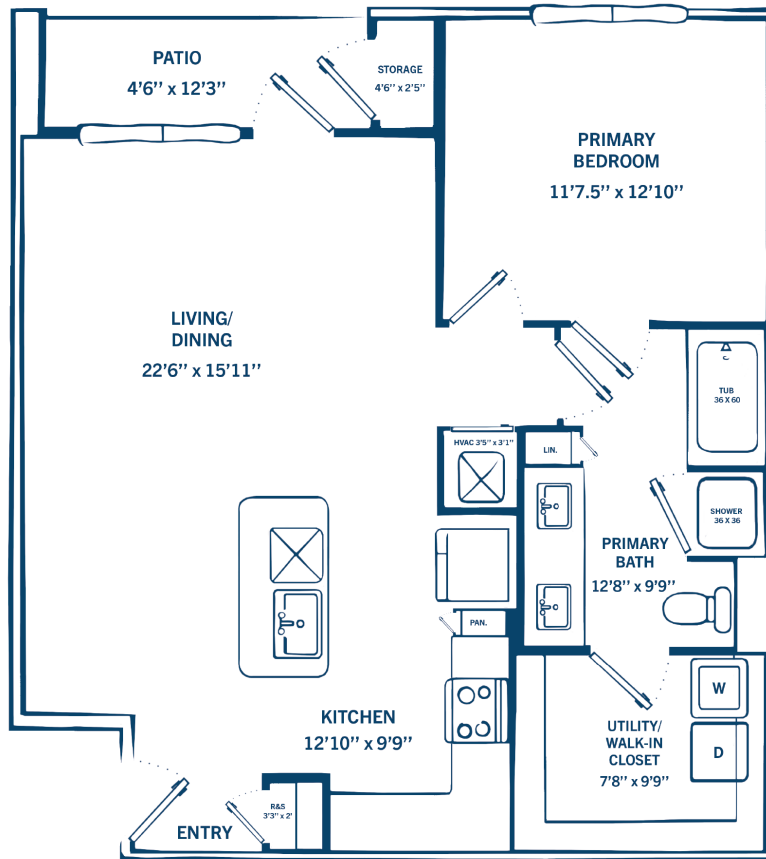 PATIO
4'6’’ x 12'3’’
STORAGE
4'6’’ x 2'5’’
PRIMARY
BEDROOM
11’7.5’’ x 12’10’’
LIVING/
DINING
22’6’’ x 15’11’’
TUB
36 X 60
HVAC 3’5’’ x 3’1’’
LIN.
SHOWER
36 X 36
PRIMARY
BATH
12’8’’ x 9’9’’
PAN.
W
KITCHEN
12’10’’ x 9’9’’
UTILITY/
WALK-IN
CLOSET
7’8’’ x 9’9’’
D
R&S
3’3’’ x 2’
ENTRY